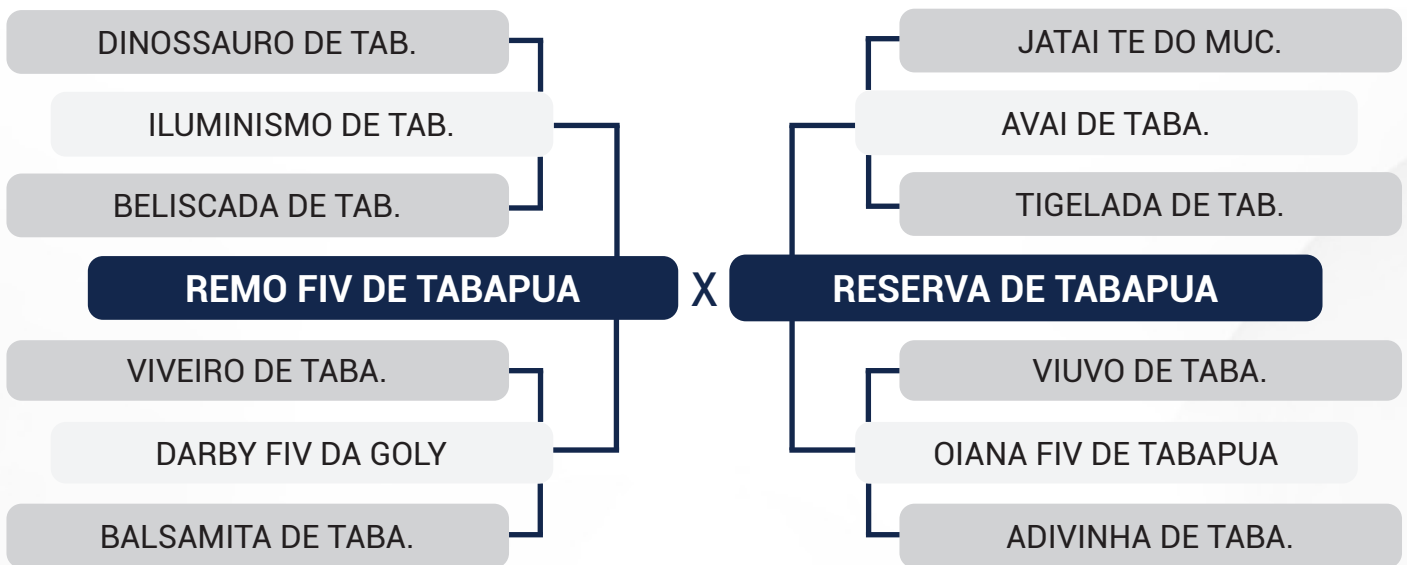 DINOSSAURO DE TAB.
JATAI TE DO MUC.
ILUMINISMO DE TAB.
AVAI DE TABA.
BELISCADA DE TAB.
TIGELADA DE TAB.
REMO FIV DE TABAPUA
X
RESERVA DE TABAPUA
VIVEIRO DE TABA.
VIUVO DE TABA.
DARBY FIV DA GOLY
OIANA FIV DE TABAPUA
BALSAMITA DE TABA.
ADIVINHA DE TABA.